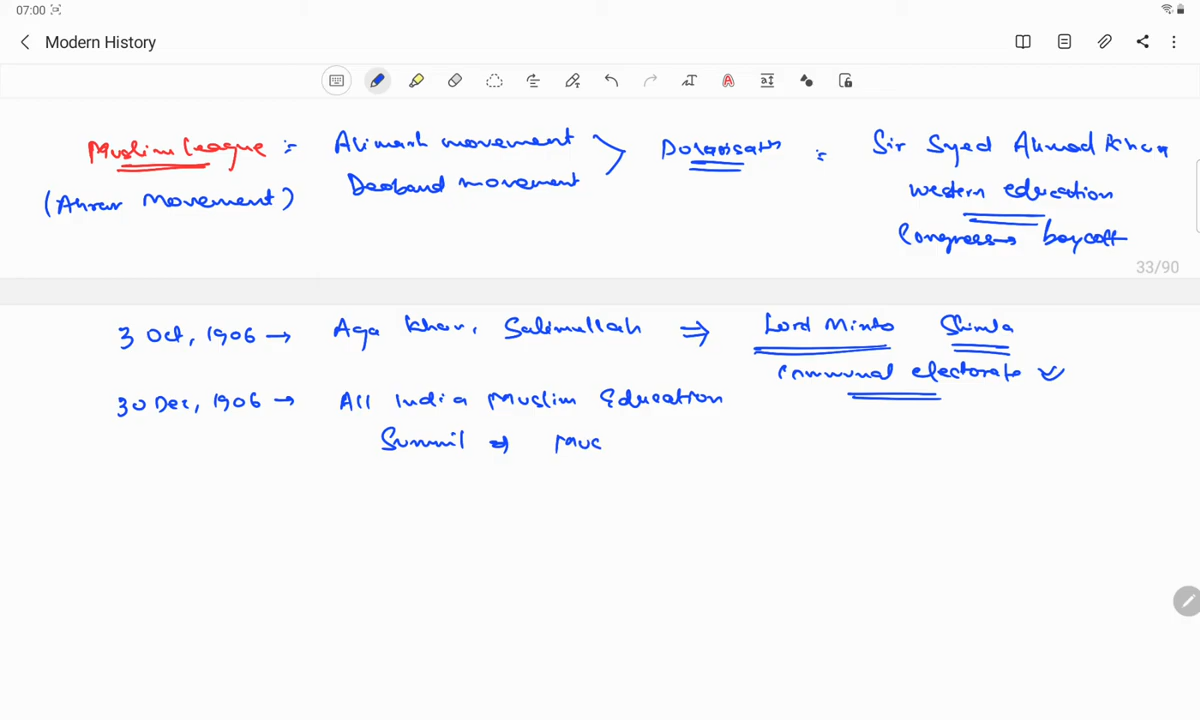 07:00
Modern History
Muslim League :-
Aligarh movement
Deoband movement
(Ahrar Movement)
Polarisation :-
Sir Syed Ahmad Khan
western education
Congress → boycott
33/90
3 Oct, 1906 → Aga Khan, Salimullah ⇒ Lord Minto Shimla
communal electorate
30 Dec, 1906 → All India Muslim Education
Summit → Mus